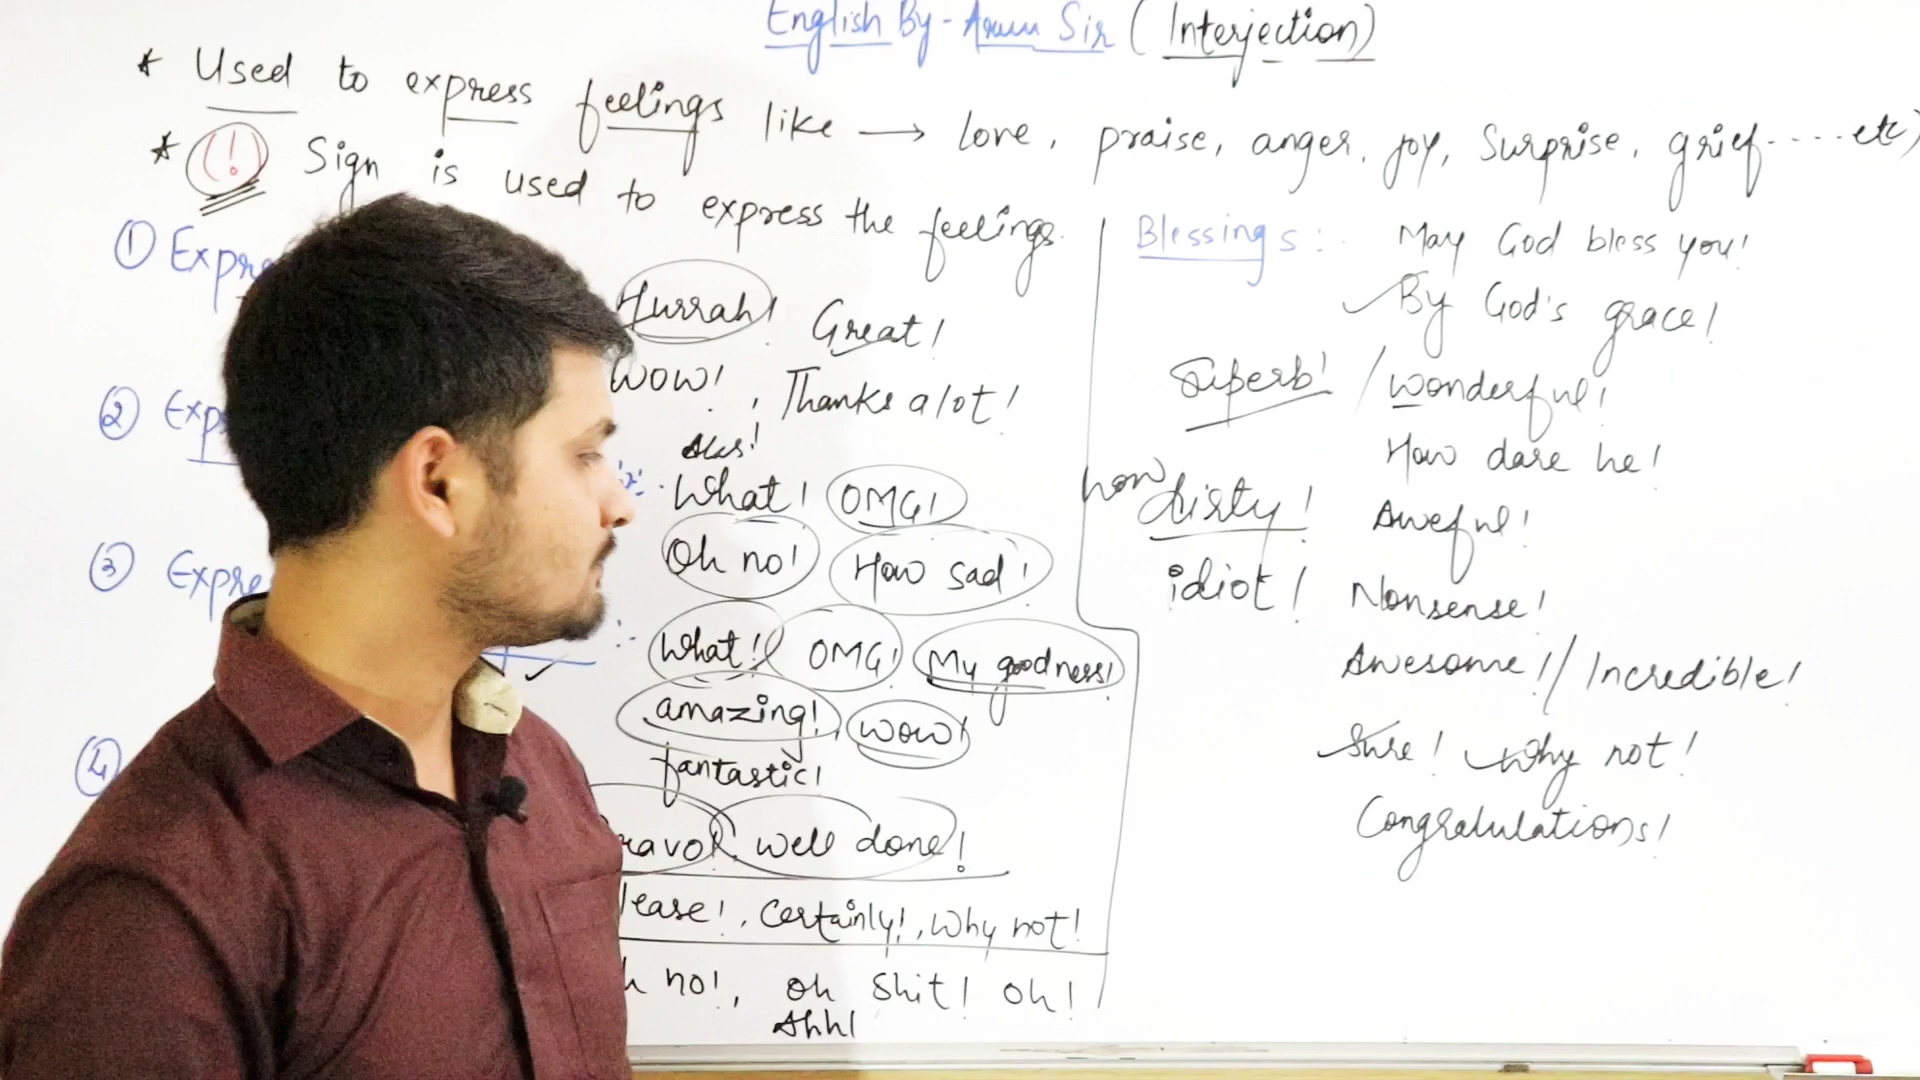 English By - Arun Sir (Interjection)
* Used to express feelings like → love, praise, anger, joy, Surprise, grief.....etc)
* (!) Sign is used to express the feelings.
① Expre
Hurrah! Great!
WOW!, Thanks a lot!
② Exp
Alas!
What! OMG!
Oh no! How sad!
③ Expre
What! OMG! My goodness!
amazing!, wow!
fantastic!
④
ravo!, well done!
lease!, Certainly!, Why not!
h no!, oh shit! oh!
Ahh!
Blessings: May God bless you!
By God's grace!
Superb! / Wonderful!
How dare he!
how dirty! Aweful!
idiot! Nonsense!
Awesome! / Incredible!
Sure! Why not!
Congratulations!